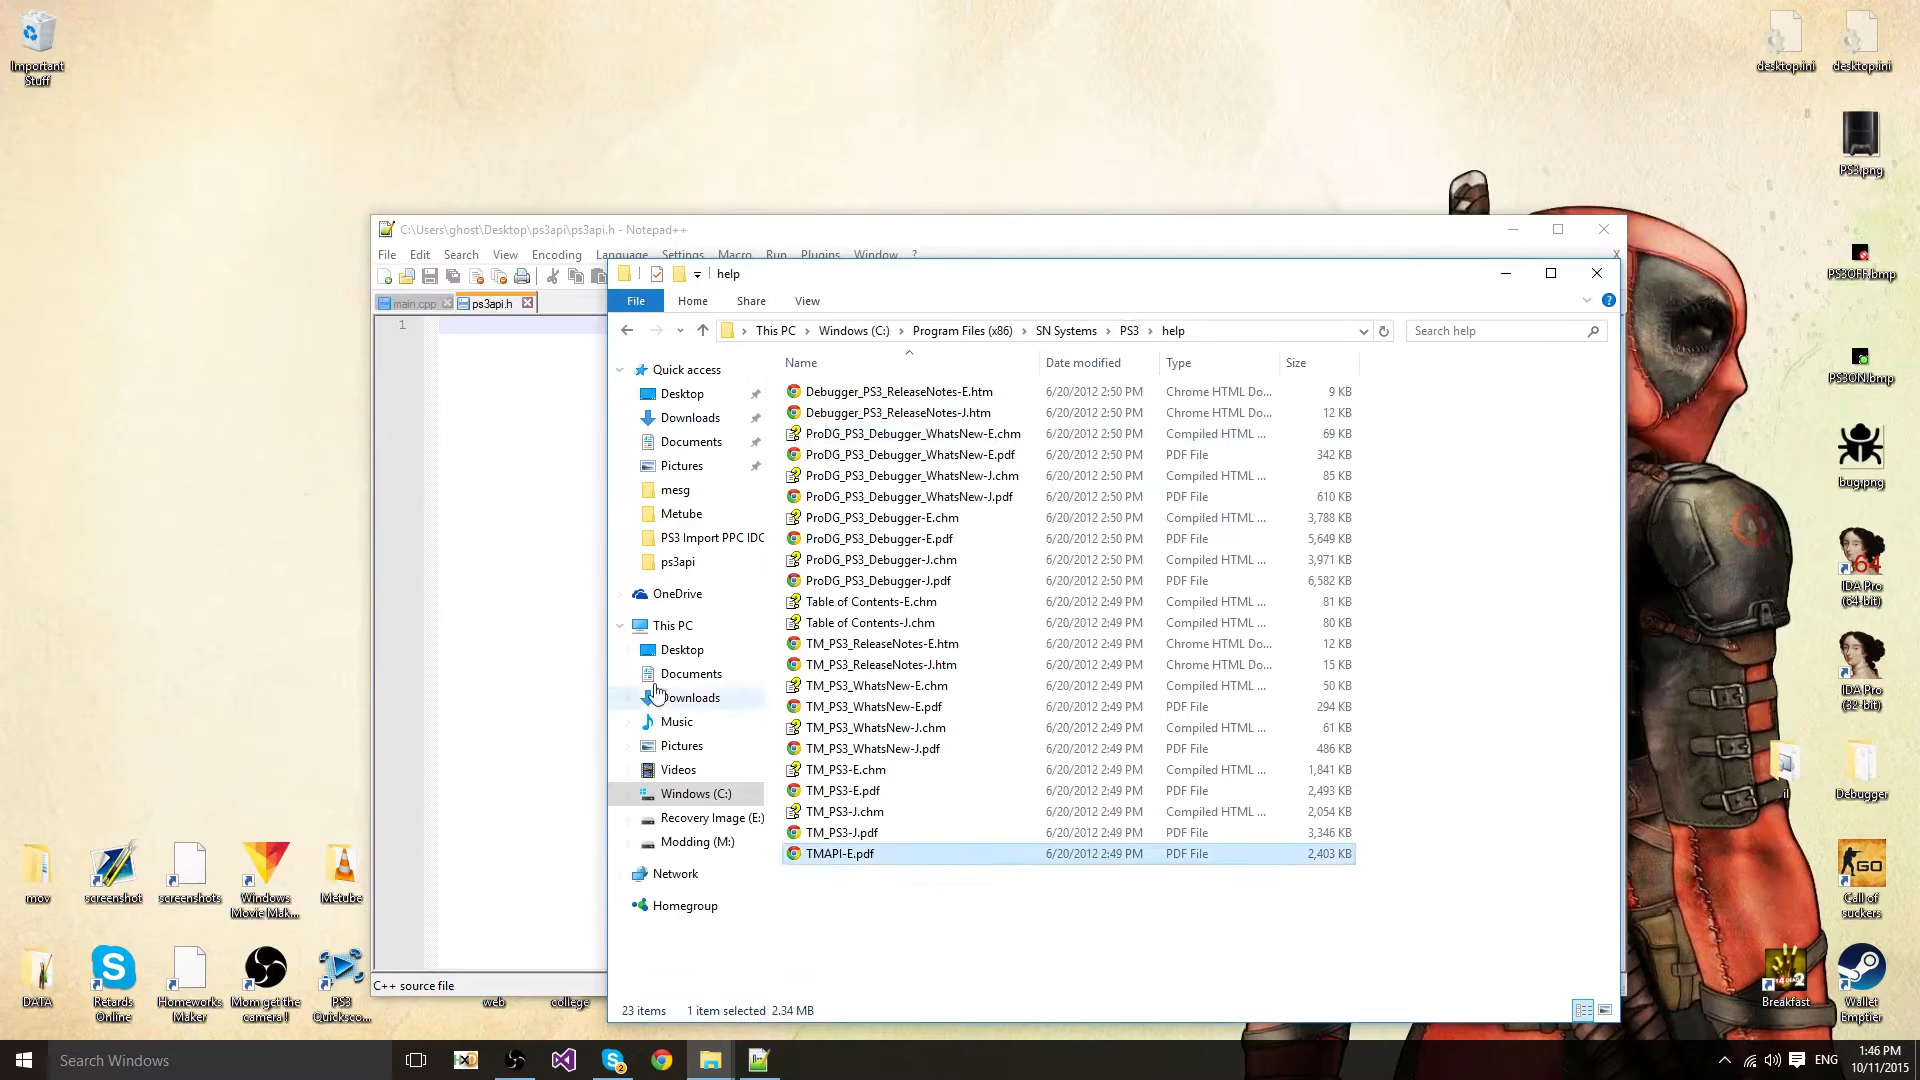 Important
Stuff
desktop.ini
desktop.ini
PS3.png
PS3OFF.bmp
PS3ON.bmp
bug.png
IDA Pro
(64-bit)
IDA Pro
(32-bit)
il
Debugger
Call of
suckers
Breakfast
Wallet
Emptier
C:\Users\ghost\Desktop\ps3api\ps3api.h - Notepad++
File Edit Search View Encoding Language Settings Macro Run Plugins Window ?
X
main.cpp
ps3api.h
1
C++ source file
help
File Home Share View
This PC > Windows (C:) > Program Files (x86) > SN Systems > PS3 > help
Search help
Name Date modified Type Size
Quick access
Desktop
Downloads
Documents
Pictures
mesg
Metube
PS3 Import PPC IDC
ps3api
OneDrive
This PC
Desktop
Documents
Downloads
Music
Pictures
Videos
Windows (C:)
Recovery Image (E:)
Modding (M:)
Network
Homegroup
Debugger_PS3_ReleaseNotes-E.htm 6/20/2012 2:50 PM Chrome HTML Do... 9 KB
Debugger_PS3_ReleaseNotes-J.htm 6/20/2012 2:50 PM Chrome HTML Do... 12 KB
ProDG_PS3_Debugger_WhatsNew-E.chm 6/20/2012 2:50 PM Compiled HTML ... 69 KB
ProDG_PS3_Debugger_WhatsNew-E.pdf 6/20/2012 2:50 PM PDF File 342 KB
ProDG_PS3_Debugger_WhatsNew-J.chm 6/20/2012 2:50 PM Compiled HTML ... 85 KB
ProDG_PS3_Debugger_WhatsNew-J.pdf 6/20/2012 2:50 PM PDF File 610 KB
ProDG_PS3_Debugger-E.chm 6/20/2012 2:50 PM Compiled HTML ... 3,788 KB
ProDG_PS3_Debugger-E.pdf 6/20/2012 2:50 PM PDF File 5,649 KB
ProDG_PS3_Debugger-J.chm 6/20/2012 2:50 PM Compiled HTML ... 3,971 KB
ProDG_PS3_Debugger-J.pdf 6/20/2012 2:50 PM PDF File 6,582 KB
Table of Contents-E.chm 6/20/2012 2:49 PM Compiled HTML ... 81 KB
Table of Contents-J.chm 6/20/2012 2:49 PM Compiled HTML ... 80 KB
TM_PS3_ReleaseNotes-E.htm 6/20/2012 2:49 PM Chrome HTML Do... 12 KB
TM_PS3_ReleaseNotes-J.htm 6/20/2012 2:49 PM Chrome HTML Do... 15 KB
TM_PS3_WhatsNew-E.chm 6/20/2012 2:49 PM Compiled HTML ... 50 KB
TM_PS3_WhatsNew-E.pdf 6/20/2012 2:49 PM PDF File 294 KB
TM_PS3_WhatsNew-J.chm 6/20/2012 2:49 PM Compiled HTML ... 61 KB
TM_PS3_WhatsNew-J.pdf 6/20/2012 2:49 PM PDF File 486 KB
TM_PS3-E.chm 6/20/2012 2:49 PM Compiled HTML ... 1,841 KB
TM_PS3-E.pdf 6/20/2012 2:49 PM PDF File 2,493 KB
TM_PS3-J.chm 6/20/2012 2:49 PM Compiled HTML ... 2,054 KB
TM_PS3-J.pdf 6/20/2012 2:49 PM PDF File 3,346 KB
TMAPI-E.pdf 6/20/2012 2:49 PM PDF File 2,403 KB
23 items 1 item selected 2.34 MB
mov
screenshot
screenshots
Windows
Movie Mak...
Metube
DATA
Retards
Online
Homeworks
Maker
Mom get the
camera !
PS3
Quicksco...
web
college
Search Windows
ENG
1:46 PM
10/11/2015